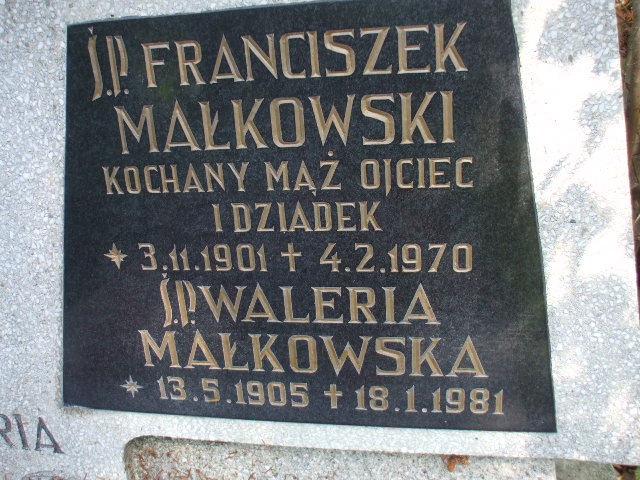 Ś.P. FRANCISZEK
MAŁKOWSKI
KOCHANY MĄŻ OJCIEC
I DZIADEK
* 3.11.1901 † 4.2.1970
Ś.P. WALERIA
MAŁKOWSKA
* 13.5.1905 † 18.1.1981